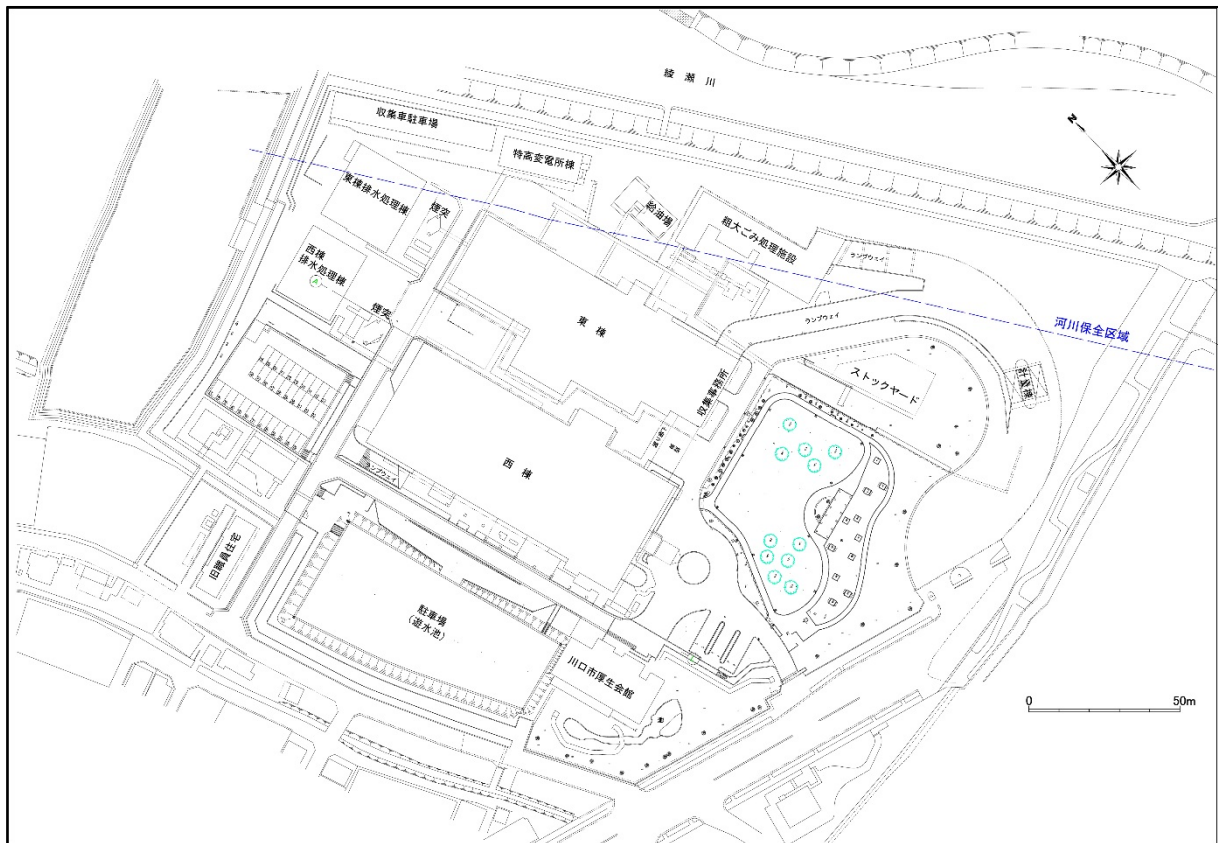 綾瀬川
N
収集車駐車場
特高変電所棟
東棟排水処理棟
煙突
給油場
粗大ごみ処理施設
ランプウェイ
西棟
排水処理棟
A
煙突
東棟
ランプウェイ
河川保全区域
収集事務所
ストックヤード
計量棟
西棟
ランプウェイ
旧職員住宅
駐車場
(遊水池)
川口市厚生会館
0
50m